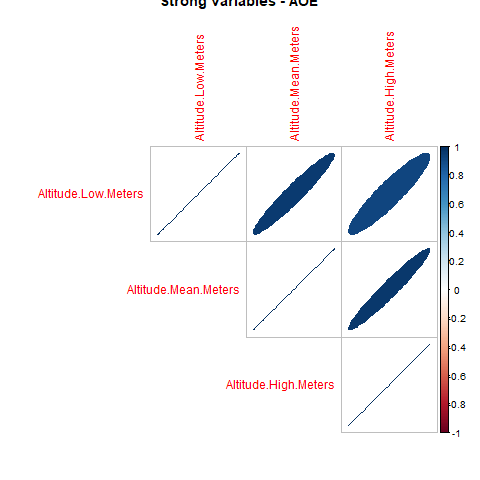 Strong Variables - AOE
Altitude.Low.Meters
Altitude.Mean.Meters
Altitude.High.Meters
Altitude.Low.Meters
Altitude.Mean.Meters
Altitude.High.Meters
1
0.8
0.6
0.4
0.2
0
-0.2
-0.4
-0.6
-0.8
-1